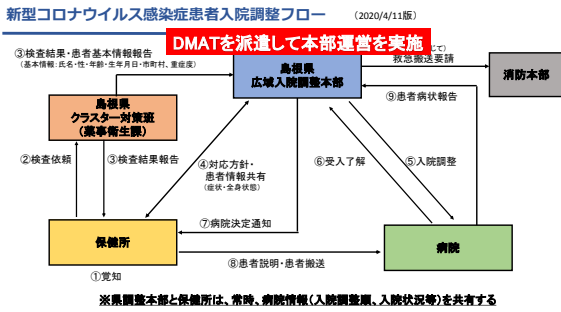 新型コロナウイルス感染症患者入院調整フロー （2020/4/11版）
DMATを派遣して本部運営を実施
③検査結果・患者基本情報報告
（基本情報：氏名・性・年齢・生年月日・市町村、重症度）
て）
救急搬送要請
島根県
広域入院調整本部
消防本部
島根県
クラスター対策班
（薬事衛生課）
⑨患者病状報告
②検査依頼
③検査結果報告
④対応方針・
患者情報共有
（症状・全身状態）
⑥受入了解
⑤入院調整
⑦病院決定通知
保健所
病院
⑧患者説明・患者搬送
①覚知
※県調整本部と保健所は、常時、病院情報（入院調整順、入院状況等）を共有する